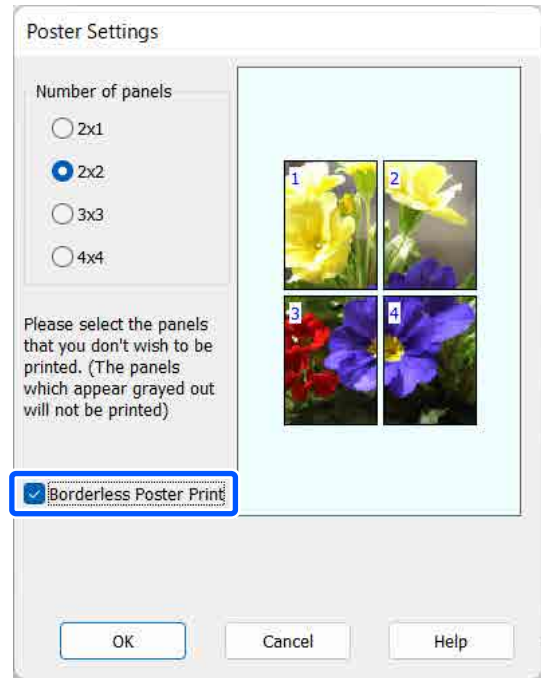 Poster Settings
Number of panels
2x1
2x2
3x3
4x4
1
2
3
4
Please select the panels
that you don't wish to be
printed. (The panels
which appear grayed out
will not be printed)
Borderless Poster Print
OK
Cancel
Help